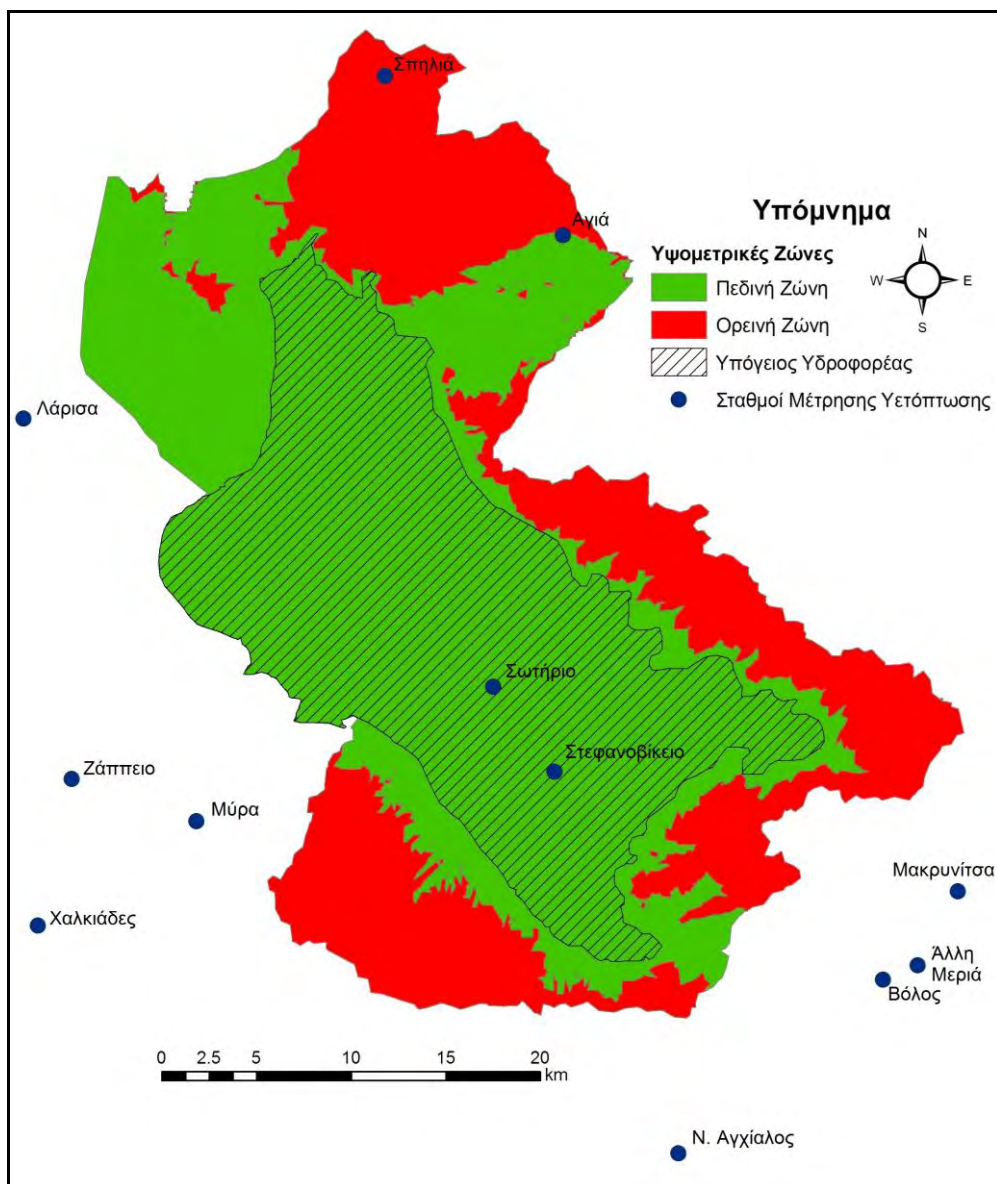 Σπηλιά
Αγιά
Υπόμνημα
Υψομετρικές Ζώνες
Πεδινή Ζώνη
Ορεινή Ζώνη
Υπόγειος Υδροφορέας
Σταθμοί Μέτρησης Υετόπτωσης
N
W
E
S
Λάρισα
Σωτήριο
Στεφανοβίκειο
Ζάππειο
Μύρα
Μακρυνίτσα
Χαλκιάδες
Άλλη
Μεριά
Βόλος
0 2.5 5 10 15 20
km
Ν. Αγχίαλος